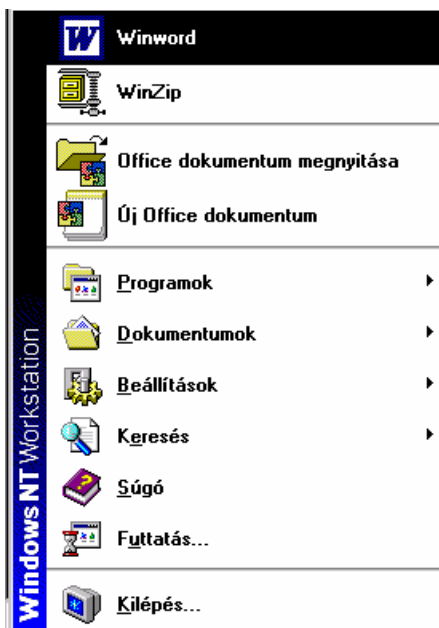 Winword
WinZip
Office dokumentum megnyitása
Új Office dokumentum
Programok
Dokumentumok
Beállítások
Keresés
Súgó
Futtatás...
Kilépés...
Windows NT Workstation